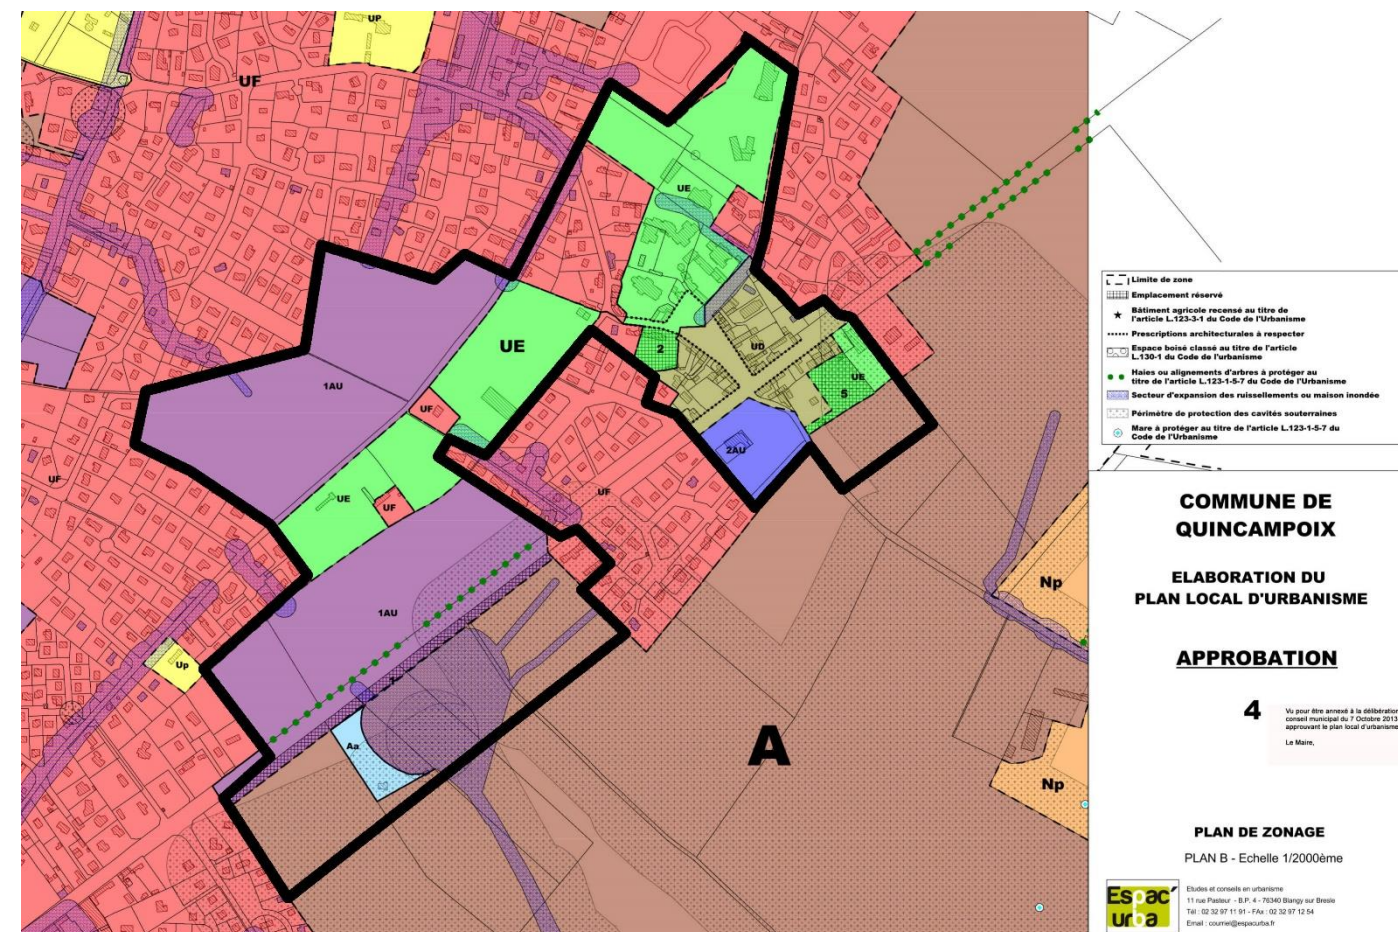 UP
UF
UE
UE
1AU
UF
2
UD
UE
5
2AU
UF
UF
UE
UF
1AU
Up
Aa
A
Np
Np
Limite de zone
Emplacement réservé
Bâtiment agricole recensé au titre de
l'article L.123-3-1 du Code de l'Urbanisme
Prescriptions architecturales à respecter
Espace boisé classé au titre de l'article
L.130-1 du Code de l'urbanisme
Haies ou alignements d'arbres à protéger au
titre de l'article L.123-1-5-7 du Code de l'Urbanisme
Secteur d'expansion des ruissellements ou maison inondée
Périmètre de protection des cavités souterraines
Mare à protéger au titre de l'article L.123-1-5-7 du
Code de l'Urbanisme
COMMUNE DE
QUINCAMPOIX
ELABORATION DU
PLAN LOCAL D'URBANISME
APPROBATION
4
Vu pour être annexé à la délibération
conseil municipal du 7 Octobre 2013
approuvant le plan local d'urbanisme
Le Maire,
PLAN DE ZONAGE
PLAN B - Echelle 1/2000ème
Espac'
urba
Etudes et conseils en urbanisme
11 rue Pasteur - B.P. 4 - 76340 Blangy sur Bresle
Tél : 02 32 97 11 91 - FAx : 02 32 97 12 54
Email : courriel@espacurba.fr